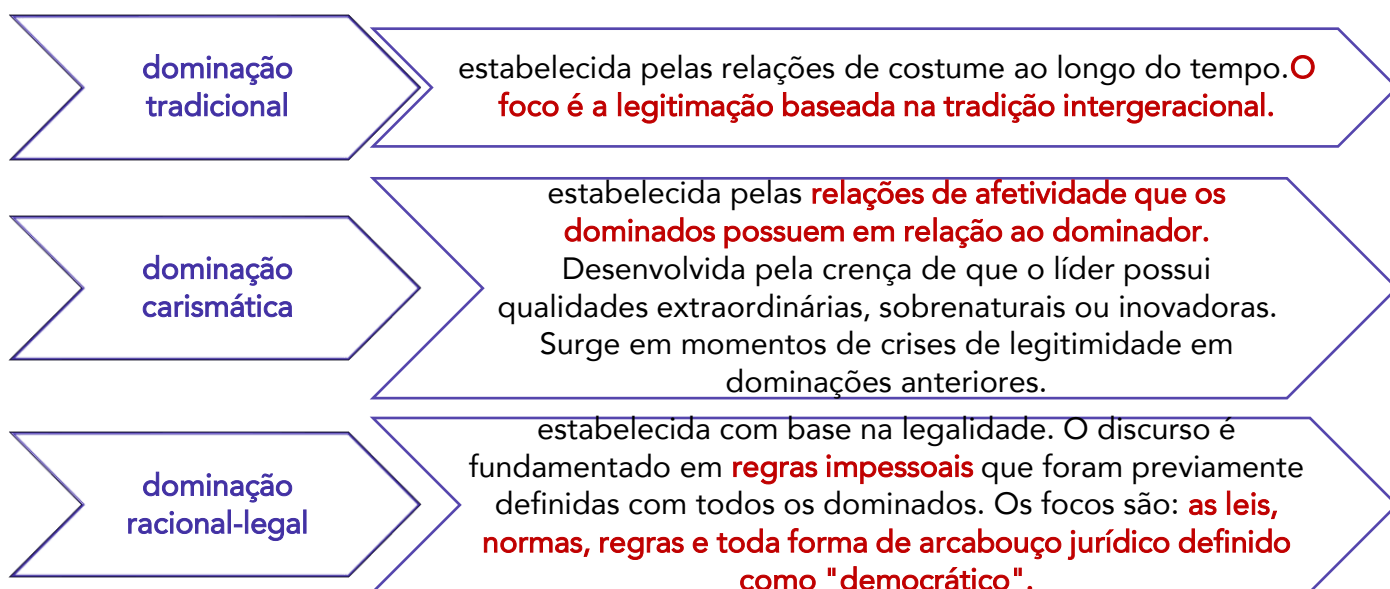 dominação
tradicional
estabelecida pelas relações de costume ao longo do tempo.O
foco é a legitimação baseada na tradição intergeracional.
dominação
carismática
estabelecida pelas relações de afetividade que os
dominados possuem em relação ao dominador.
Desenvolvida pela crença de que o líder possui
qualidades extraordinárias, sobrenaturais ou inovadoras.
Surge em momentos de crises de legitimidade em
dominações anteriores.
dominação
racional-legal
estabelecida com base na legalidade. O discurso é
fundamentado em regras impessoais que foram previamente
definidas com todos os dominados. Os focos são: as leis,
normas, regras e toda forma de arcabouço jurídico definido
como "democrático".